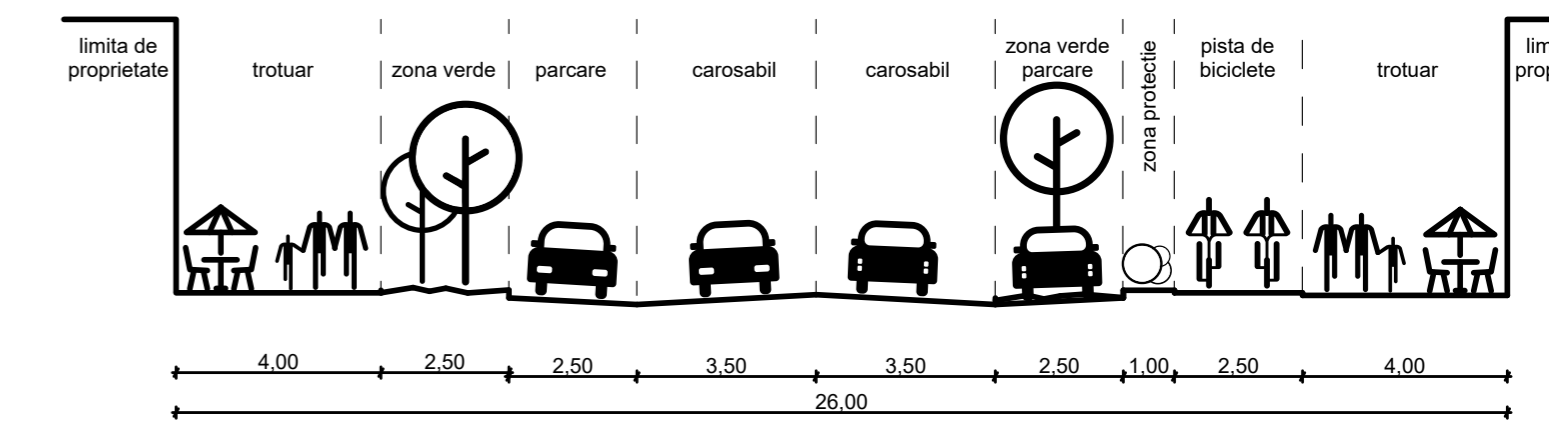 limita de
proprietate
trotuar
zona verde
parcare
carosabil
carosabil
zona verde
parcare
zona protectie
pista de
biciclete
trotuar
4,00
2,50
2,50
3,50
3,50
2,50
1,00
2,50
4,00
26,00